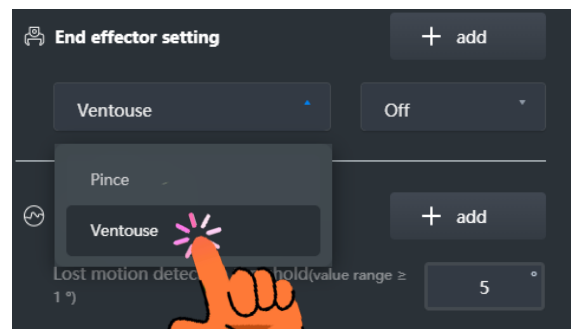 End effector setting
+ add
Ventouse
Off
Pince
Ventouse
+ add
Lost motion detec hold(value range ≥
1 °)
5 °